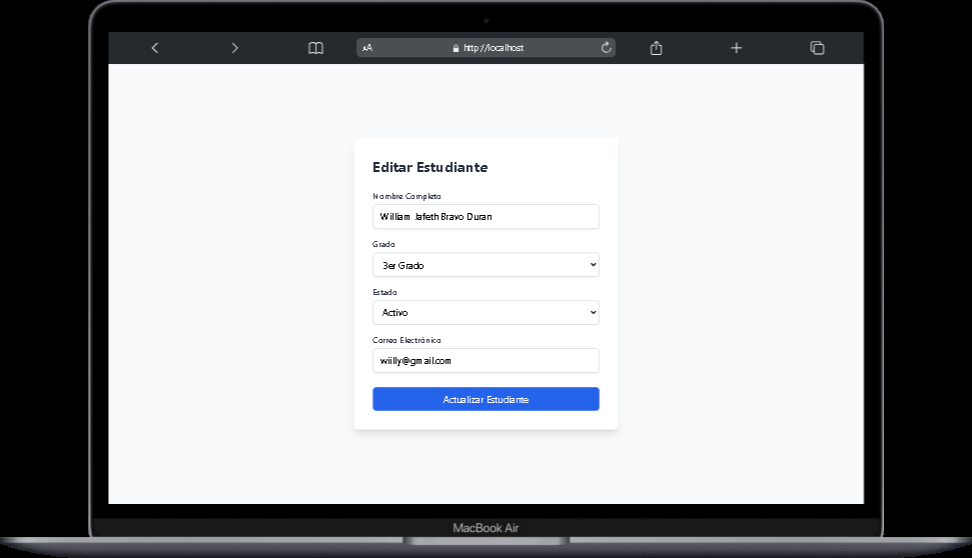 AA http://localhost
Editar Estudiante
Nombre Completo
William Jafeth Bravo Duran
Grado
3er Grado
Estado
Activo
Correo Electrónico
wiilly@gmail.com
Actualizar Estudiante
MacBook Air